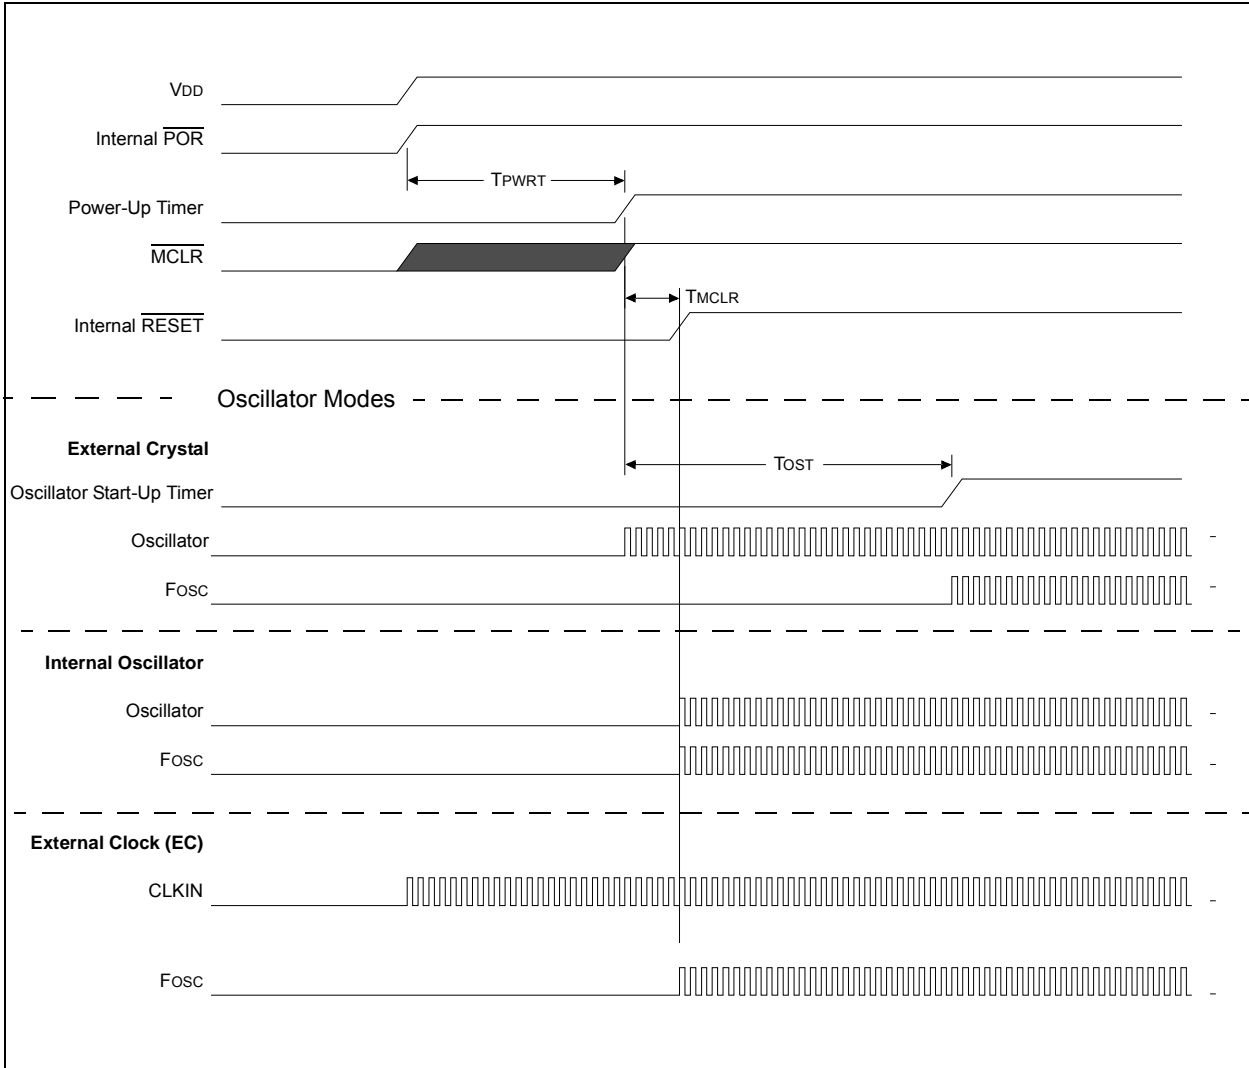 VDD
Internal POR
TPWRT
Power-Up Timer
MCLR
TMCLR
Internal RESET
Oscillator Modes
External Crystal
TOST
Oscillator Start-Up Timer
Oscillator
FOSC
Internal Oscillator
Oscillator
FOSC
External Clock (EC)
CLKIN
FOSC